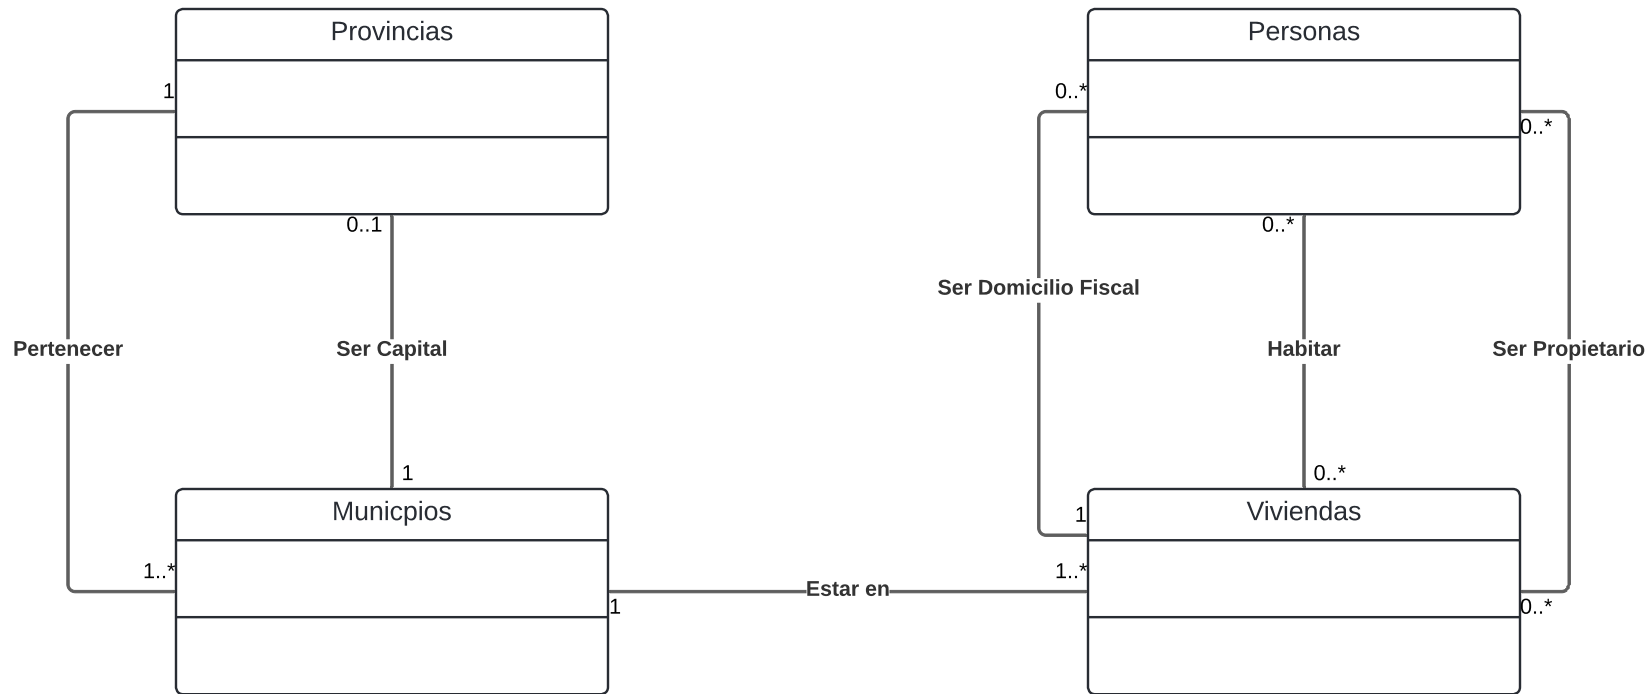 Provincias
Personas
1
0..*
0..*
0..1
0..*
Ser Domicilio Fiscal
Pertenecer
Ser Capital
Habitar
Ser Propietario
1
0..*
Municpios
Viviendas
1
1..*
1..*
Estar en
1
0..*